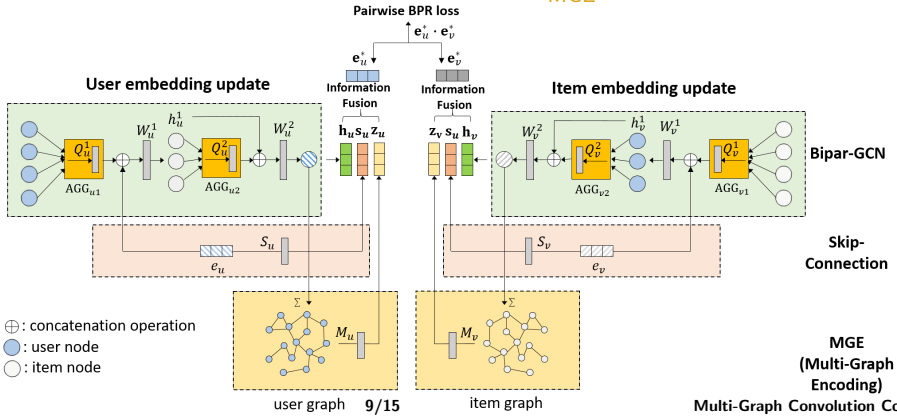 MGE
Pairwise BPR loss
e*u · e*v
e*u
e*v
User embedding update
Information
Fusion
Information
Fusion
Item embedding update
h¹u
W¹u
Q¹u
AGGu1
Q²u
AGGu2
W²u
hu su zu
zv su hv
W²v
Q²v
AGGv2
h¹v
W¹v
Q¹v
AGGv1
Bipar-GCN
eu
Su
Sv
ev
Skip-
Connection
Σ
Mu
Σ
Mv
⊕ : concatenation operation
: user node
: item node
MGE
(Multi-Graph
Encoding)
user graph
9/15
item graph
Multi-Graph Convolution Co